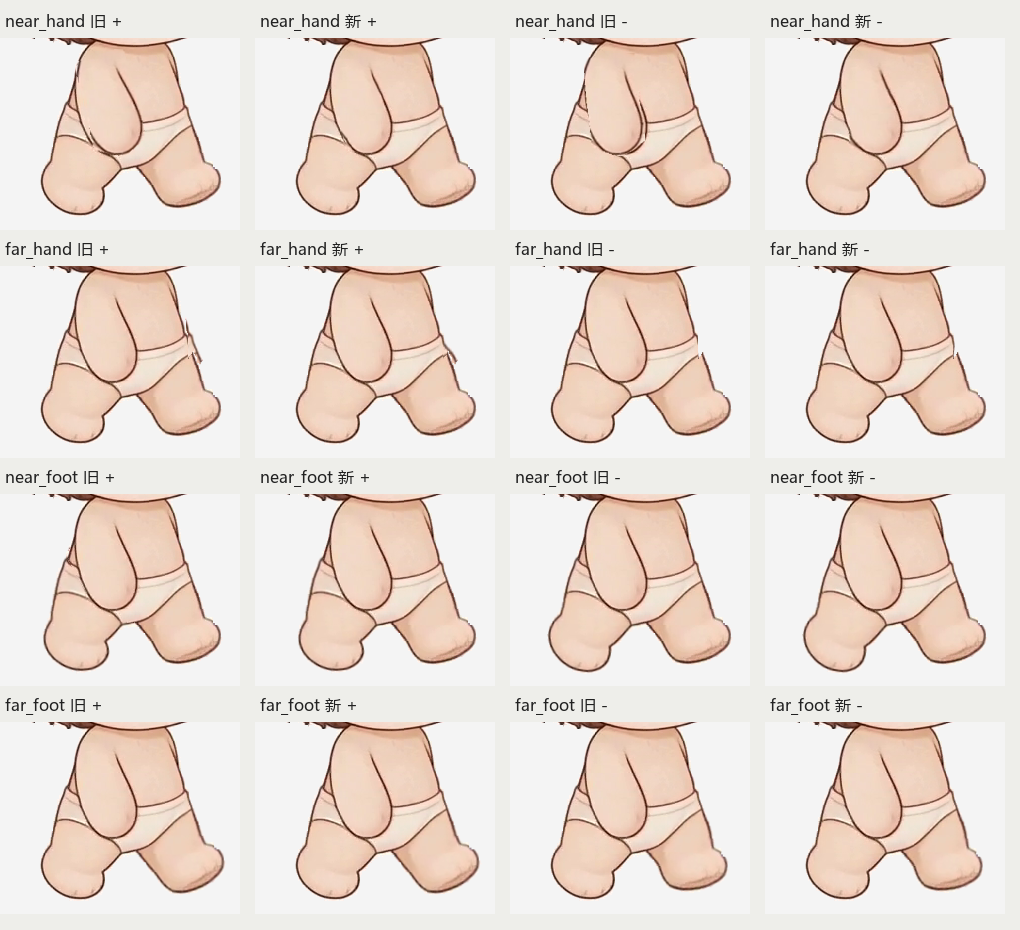 near_hand 旧 +
near_hand 新 +
near_hand 旧 -
near_hand 新 -
far_hand 旧 +
far_hand 新 +
far_hand 旧 -
far_hand 新 -
near_foot 旧 +
near_foot 新 +
near_foot 旧 -
near_foot 新 -
far_foot 旧 +
far_foot 新 +
far_foot 旧 -
far_foot 新 -